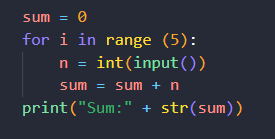 sum = 0
for i in range (5):
    n = int(input())
    sum = sum + n
print("Sum:" + str(sum))